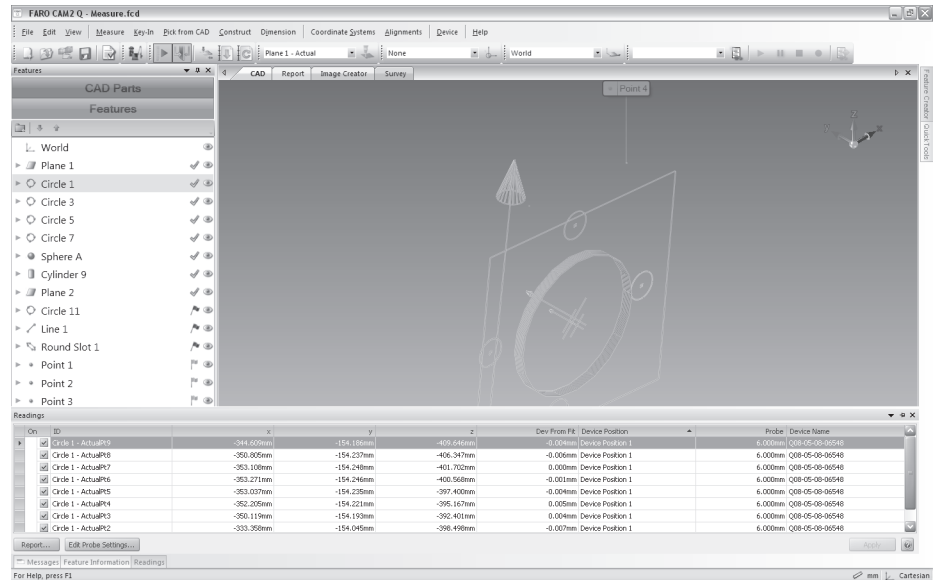 FARO CAM2 Q - Measure.fcd
File Edit View Measure Key-In Pick from CAD Construct Dimension Coordinate Systems Alignments Device Help
Plane 1 - Actual None World
Features
CAD Report Image Creator Survey
CAD Parts
Features
Point 4
Feature Creator
QuickTools
World
Plane 1
Circle 1
Circle 3
Circle 5
Circle 7
Sphere A
Cylinder 9
Plane 2
Circle 11
Line 1
Round Slot 1
Point 1
Point 2
Point 3
Readings
On ID x y z Dev From Fit Device Position Probe Device Name
Circle 1 - ActualPt9 -344.609mm -154.186mm -409.646mm -0.004mm Device Position 1 6.000mm Q08-05-08-06548
Circle 1 - ActualPt8 -350.805mm -154.237mm -406.347mm -0.006mm Device Position 1 6.000mm Q08-05-08-06548
Circle 1 - ActualPt7 -353.108mm -154.248mm -401.702mm 0.000mm Device Position 1 6.000mm Q08-05-08-06548
Circle 1 - ActualPt6 -353.271mm -154.246mm -400.568mm -0.001mm Device Position 1 6.000mm Q08-05-08-06548
Circle 1 - ActualPt5 -353.037mm -154.235mm -397.400mm -0.004mm Device Position 1 6.000mm Q08-05-08-06548
Circle 1 - ActualPt4 -352.205mm -154.221mm -395.167mm 0.005mm Device Position 1 6.000mm Q08-05-08-06548
Circle 1 - ActualPt3 -350.119mm -154.193mm -392.401mm 0.004mm Device Position 1 6.000mm Q08-05-08-06548
Circle 1 - ActualPt2 -333.358mm -154.045mm -398.498mm -0.007mm Device Position 1 6.000mm Q08-05-08-06548
Report... Edit Probe Settings... Apply
Messages Feature Information Readings
For Help, press F1 mm Cartesian